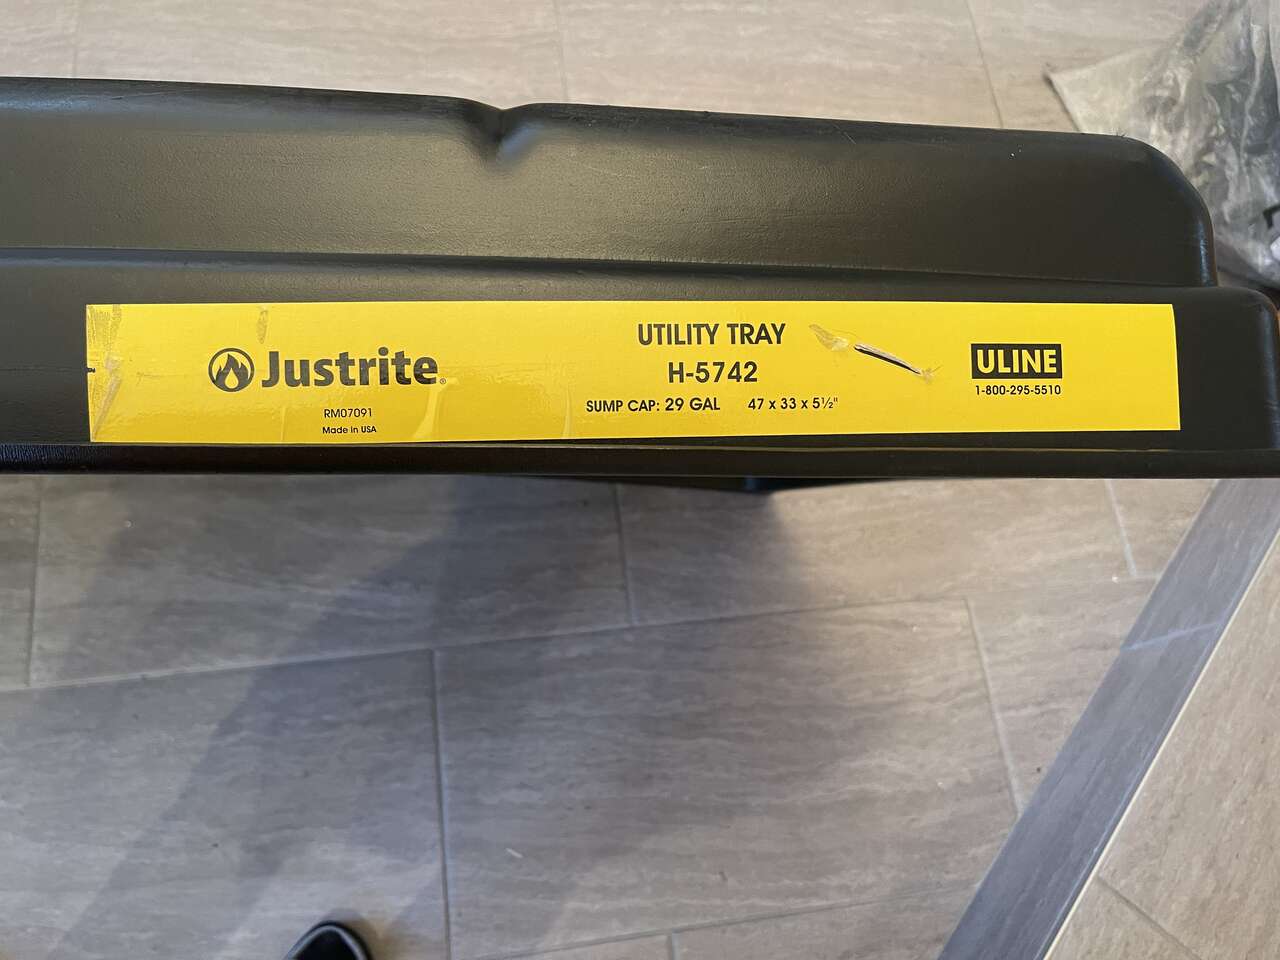 Justrite®
RM07091
Made in USA
UTILITY TRAY
H-5742
SUMP CAP: 29 GAL 47 x 33 x 5½"
ULINE
1-800-295-5510